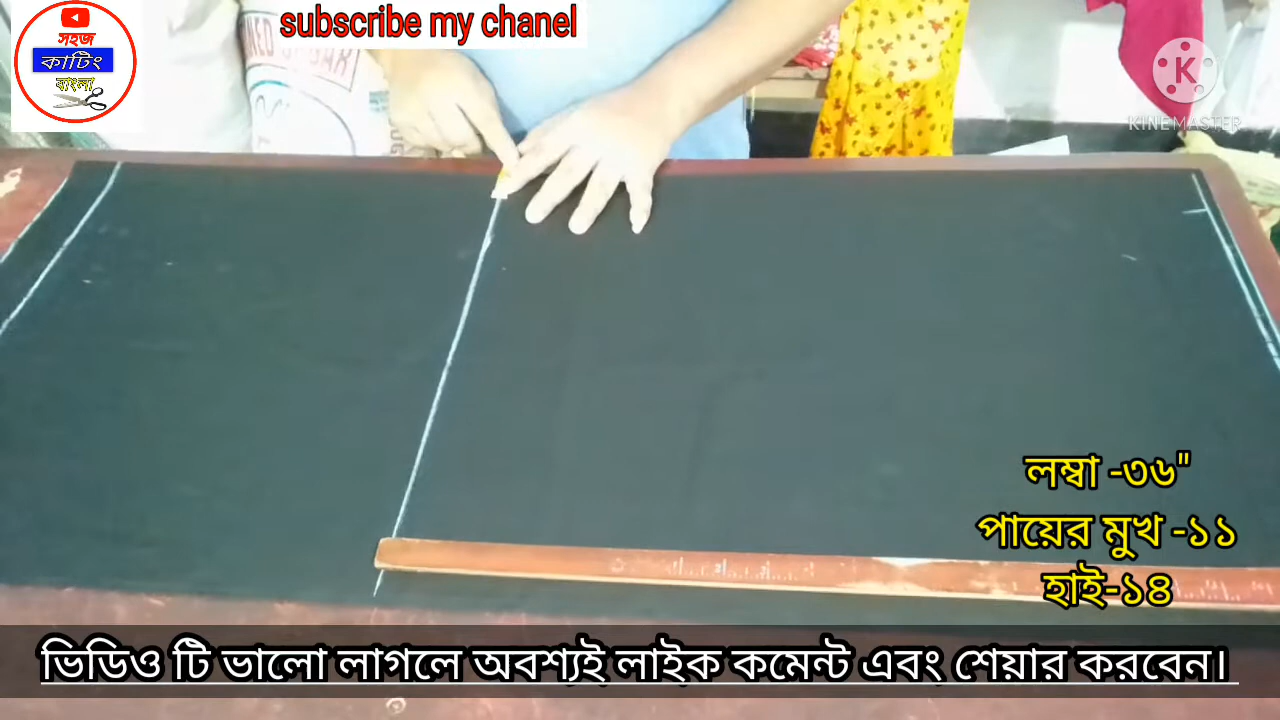 subscribe my chanel
সহজ
কাটিং
বাংলা
K
KINEMASTER
লম্বা -৩৬"
পায়ের মুখ -১১
হাই-১৪
ভিডিও টি ভালো লাগলে অবশ্যই লাইক কমেন্ট এবং শেয়ার করবেন।